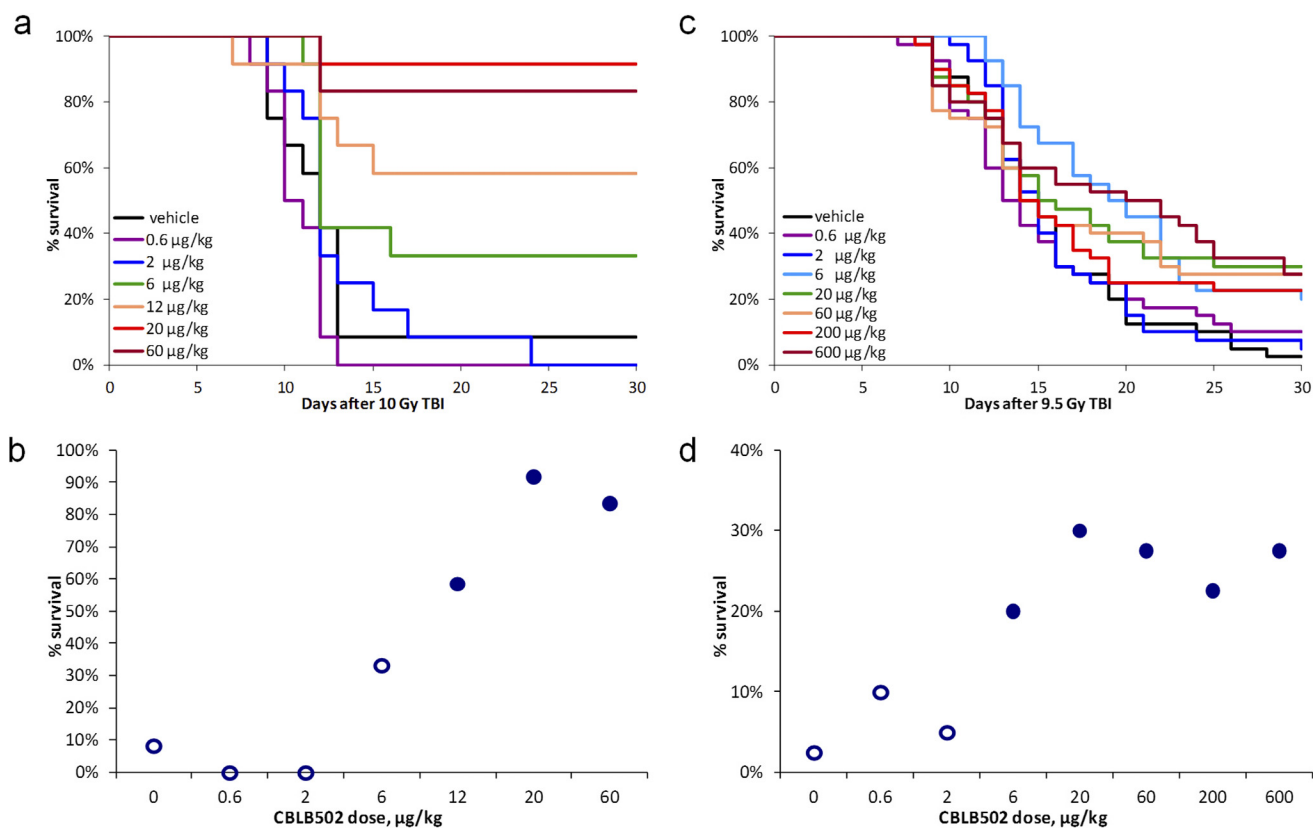 a
100%
80%
60%
40%
20%
0%
% survival
vehicle
0.6 µg/kg
2 µg/kg
6 µg/kg
12 µg/kg
20 µg/kg
60 µg/kg
0 5 10 15 20 25 30
Days after 10 Gy TBI
c
100%
80%
60%
40%
20%
0%
% survival
vehicle
0.6 µg/kg
2 µg/kg
6 µg/kg
20 µg/kg
60 µg/kg
200 µg/kg
600 µg/kg
0 5 10 15 20 25 30
Days after 9.5 Gy TBI
b
100%
90%
80%
70%
60%
50%
40%
30%
20%
10%
0%
% survival
0 0.6 2 6 12 20 60
CBLB502 dose, µg/kg
d
40%
30%
20%
10%
0%
% survival
0 0.6 2 6 20 60 200 600
CBLB502 dose, µg/kg